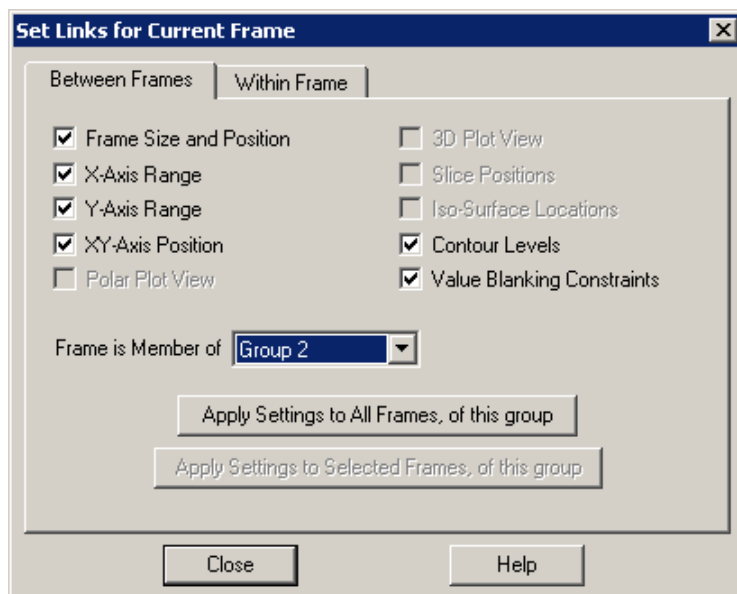 Set Links for Current Frame
Between Frames
Within Frame
Frame Size and Position
X-Axis Range
Y-Axis Range
XY-Axis Position
Polar Plot View
3D Plot View
Slice Positions
Iso-Surface Locations
Contour Levels
Value Blanking Constraints
Frame is Member of
Group 2
Apply Settings to All Frames, of this group
Apply Settings to Selected Frames, of this group
Close
Help